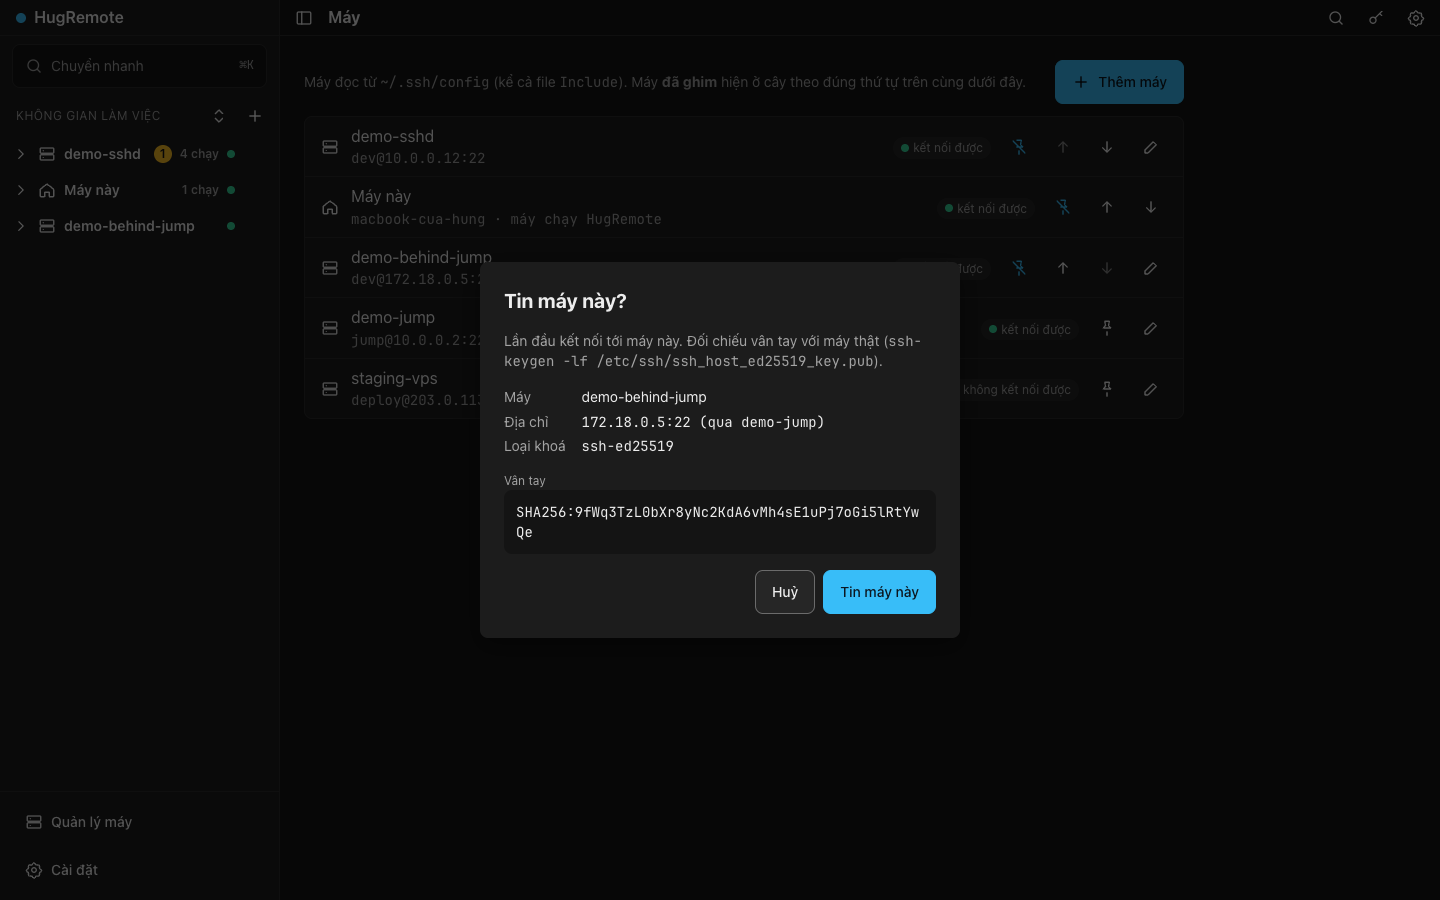 HugRemote
Máy
Chuyển nhanh
⌘K
KHÔNG GIAN LÀM VIỆC
demo-sshd 1 4 chạy
Máy này 1 chạy
demo-behind-jump
Máy đọc từ ~/.ssh/config (kể cả file Include). Máy đã ghim hiện ở cây theo đúng thứ tự trên cùng dưới đây.
Thêm máy
demo-sshd
dev@10.0.0.12:22
kết nối được
Máy này
macbook-cua-hung · máy chạy HugRemote
kết nối được
demo-behind-jump
dev@172.18.0.5:2
được
demo-jump
jump@10.0.0.2:22
kết nối được
staging-vps
deploy@203.0.113
không kết nối được
Tin máy này?
Lần đầu kết nối tới máy này. Đối chiếu vân tay với máy thật (ssh-
keygen -lf /etc/ssh/ssh_host_ed25519_key.pub).
Máy demo-behind-jump
Địa chỉ 172.18.0.5:22 (qua demo-jump)
Loại khoá ssh-ed25519
Vân tay
SHA256:9fWq3TzL0bXr8yNc2KdA6vMh4sE1uPj7oGi5lRtYw
Qe
Huỷ
Tin máy này
Quản lý máy
Cài đặt